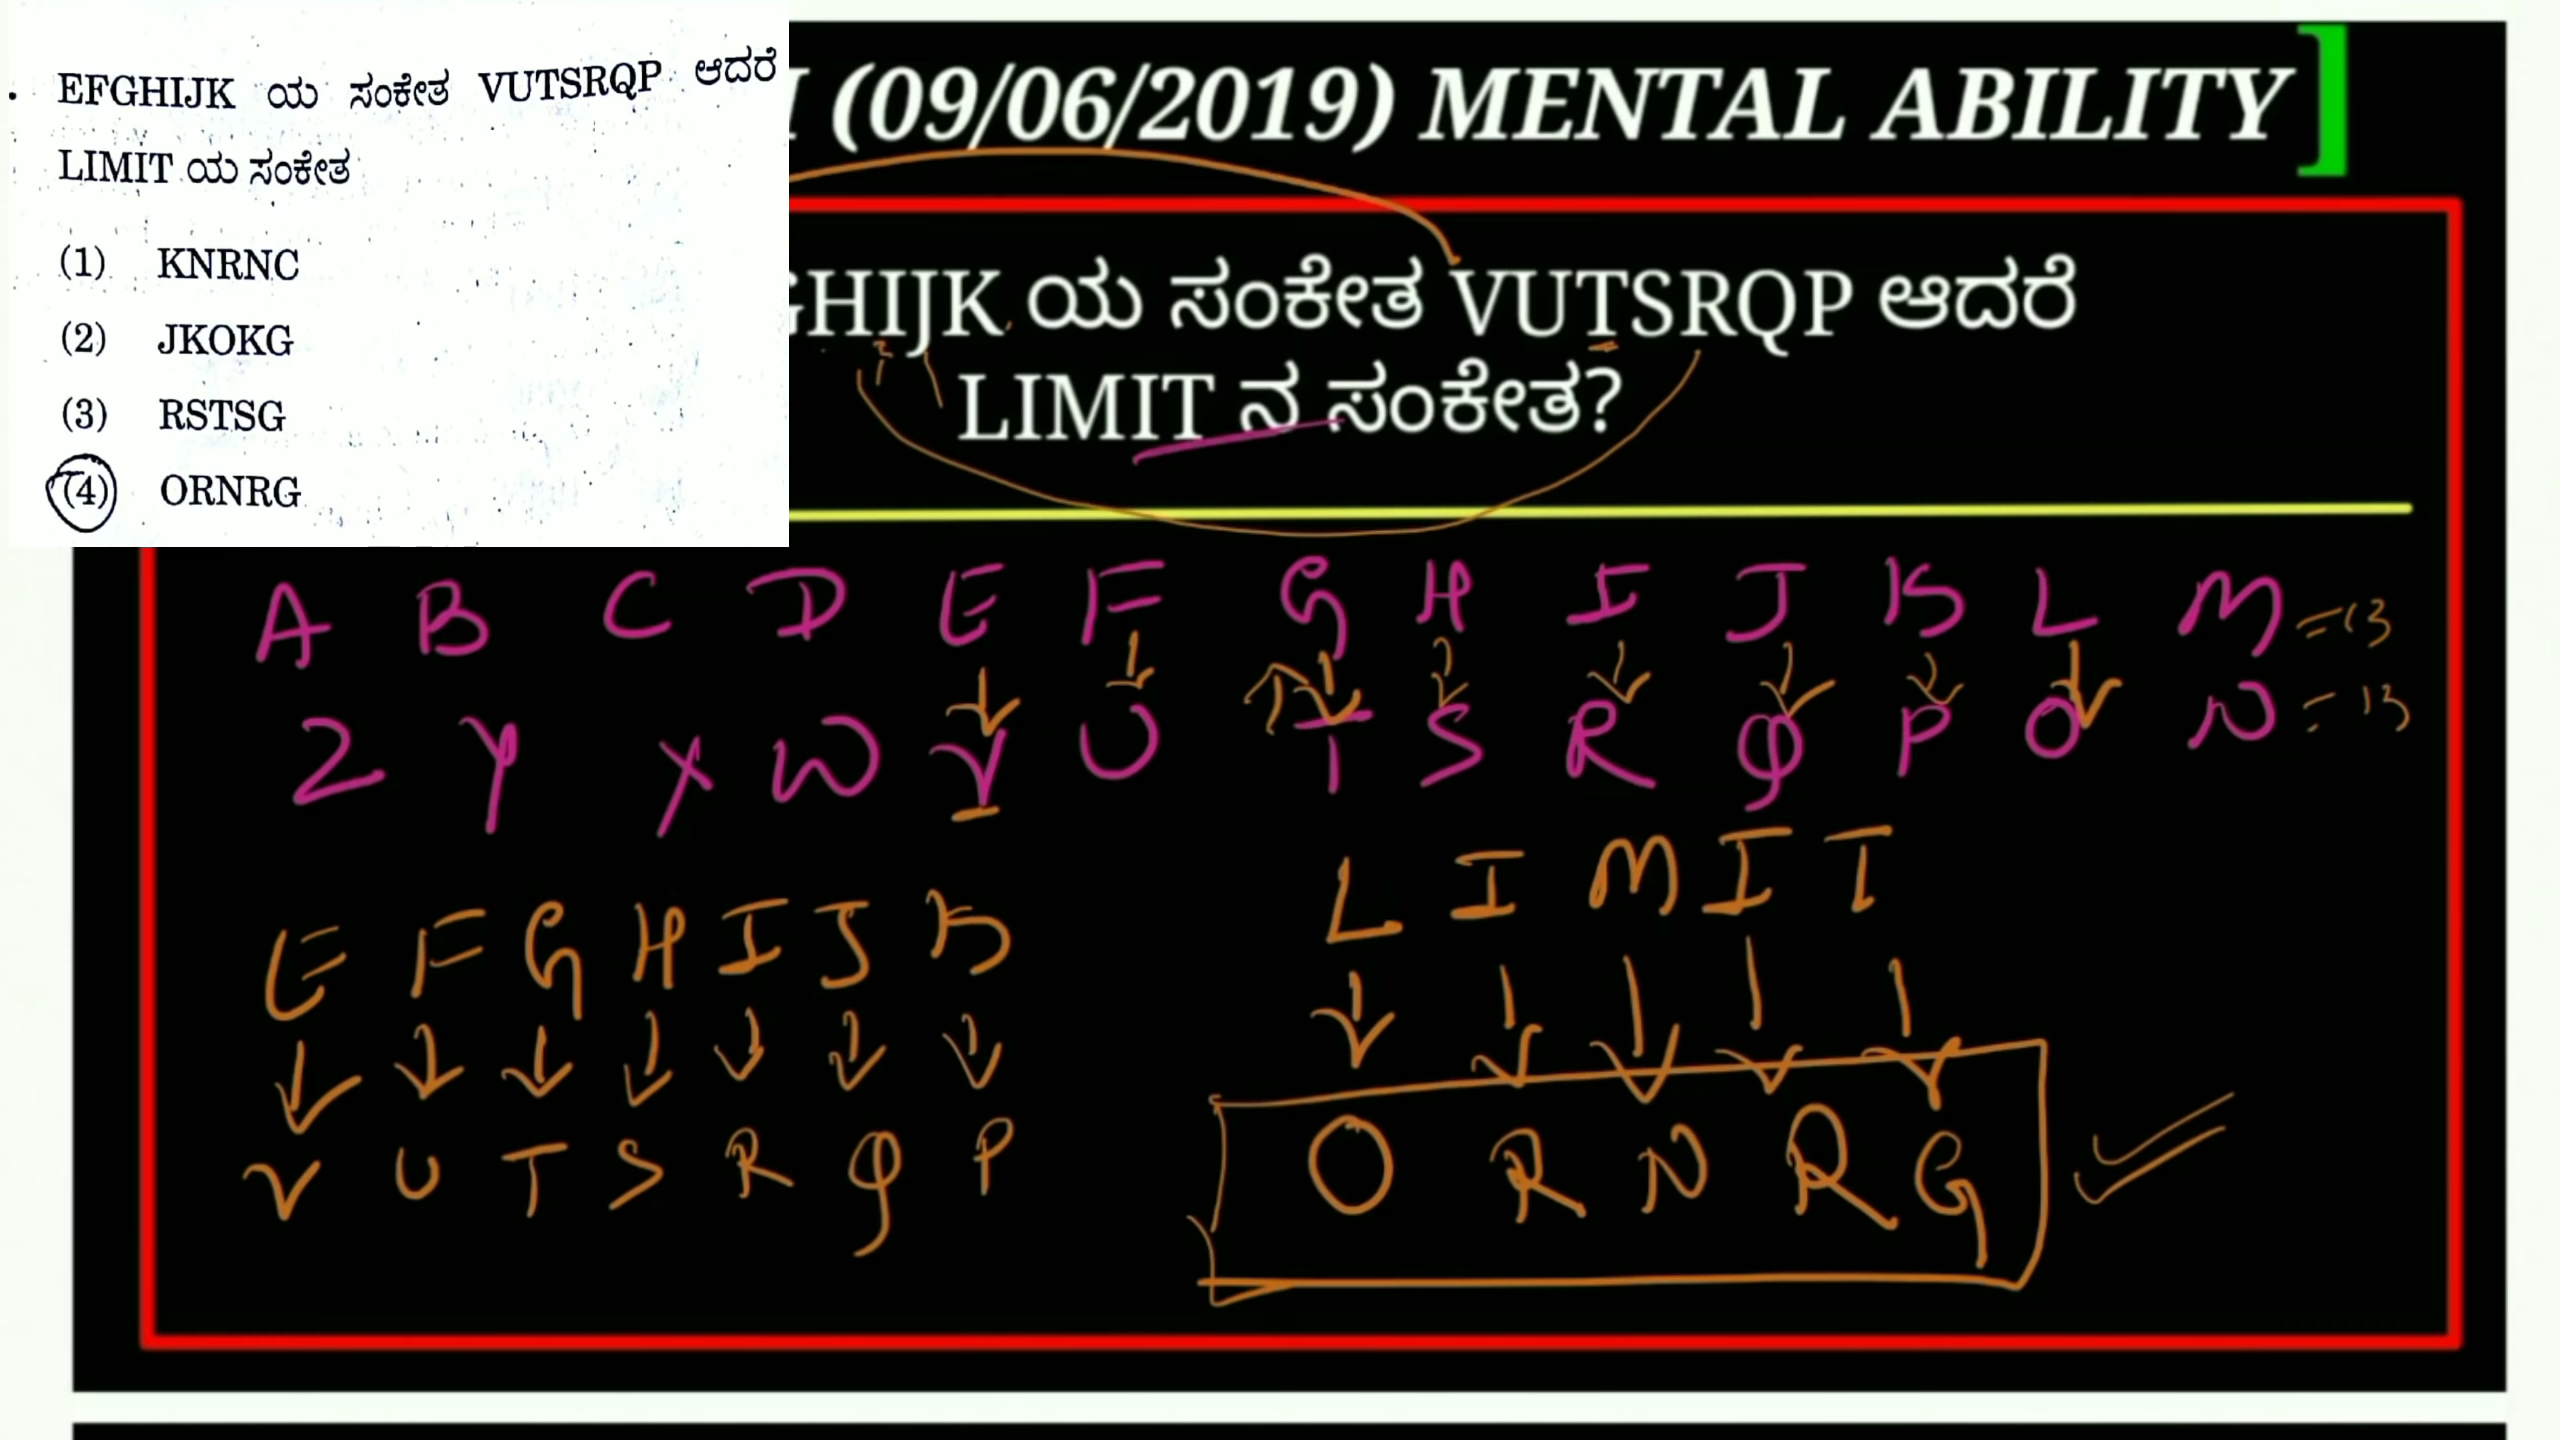 EFGHIJK ಯ ಸಂಕೇತ VUTSRQP ಆದರೆ
LIMIT ಯ ಸಂಕೇತ
(1) KNRNC
(2) JKOKG
(3) RSTSG
(4) ORNRG
(09/06/2019) MENTAL ABILITY]
GHIJK ಯ ಸಂಕೇತ VUTSRQP ಆದರೆ
LIMIT ನ ಸಂಕೇತ?
A B C D E F G H I J K L M =13
Z Y X W V U T S R Q P O N =13
E F G H I J K
V U T S R Q P
L I M I T
O R N R G